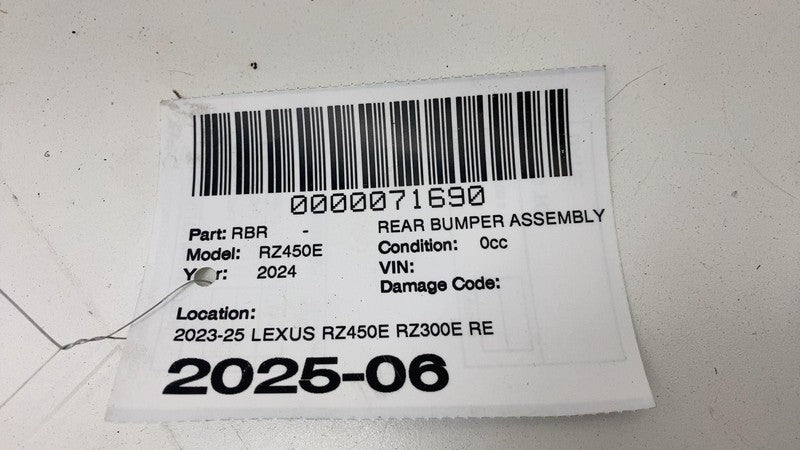 0000071690
Part: RBR - REAR BUMPER ASSEMBLY
Model: RZ450E Condition: 0cc
Year: 2024 VIN:
Damage Code:
Location:
2023-25 LEXUS RZ450E RZ300E RE
2025-06